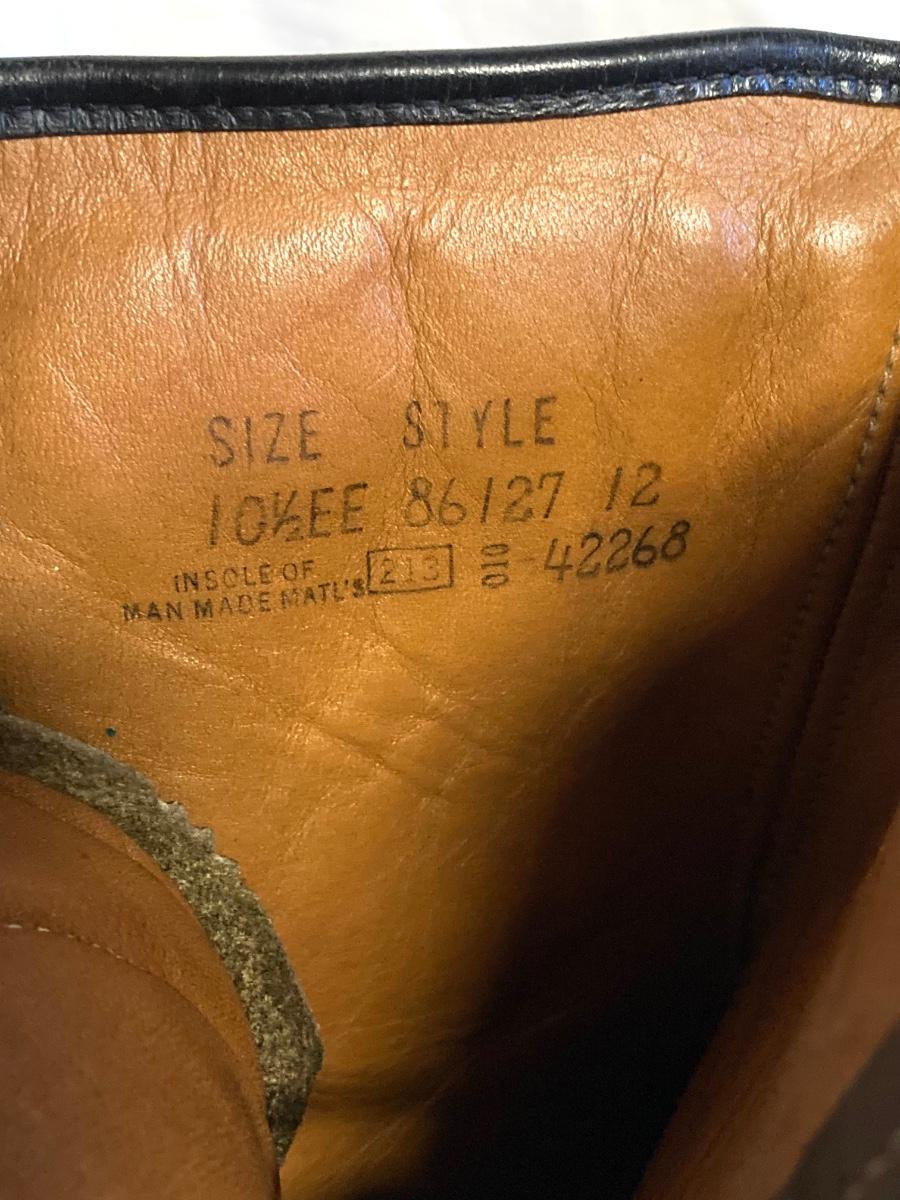 SIZE STYLE
10½EE 86127 12
INSOLE OF
MAN MADE MATL'S 213 010 -42268